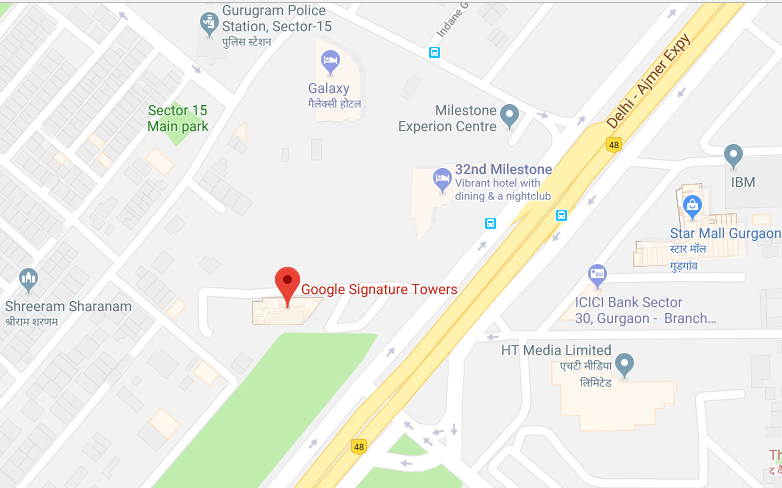 Gurugram Police
Station, Sector-15
पुलिस स्टेशन
Indane G
Galaxy
गैलेक्सी होटल
Delhi - Ajmer Expy
Sector 15
Main park
Milestone
Experion Centre
48
32nd Milestone
Vibrant hotel with
dining & a nightclub
IBM
Star Mall Gurgaon
स्टार मॉल
गुड़गांव
Google Signature Towers
Shreeram Sharanam
श्रीराम शरणम
ICICI Bank Sector
30, Gurgaon - Branch...
HT Media Limited
एचटी मीडिया
लिमिटेड
48
Th
द वै